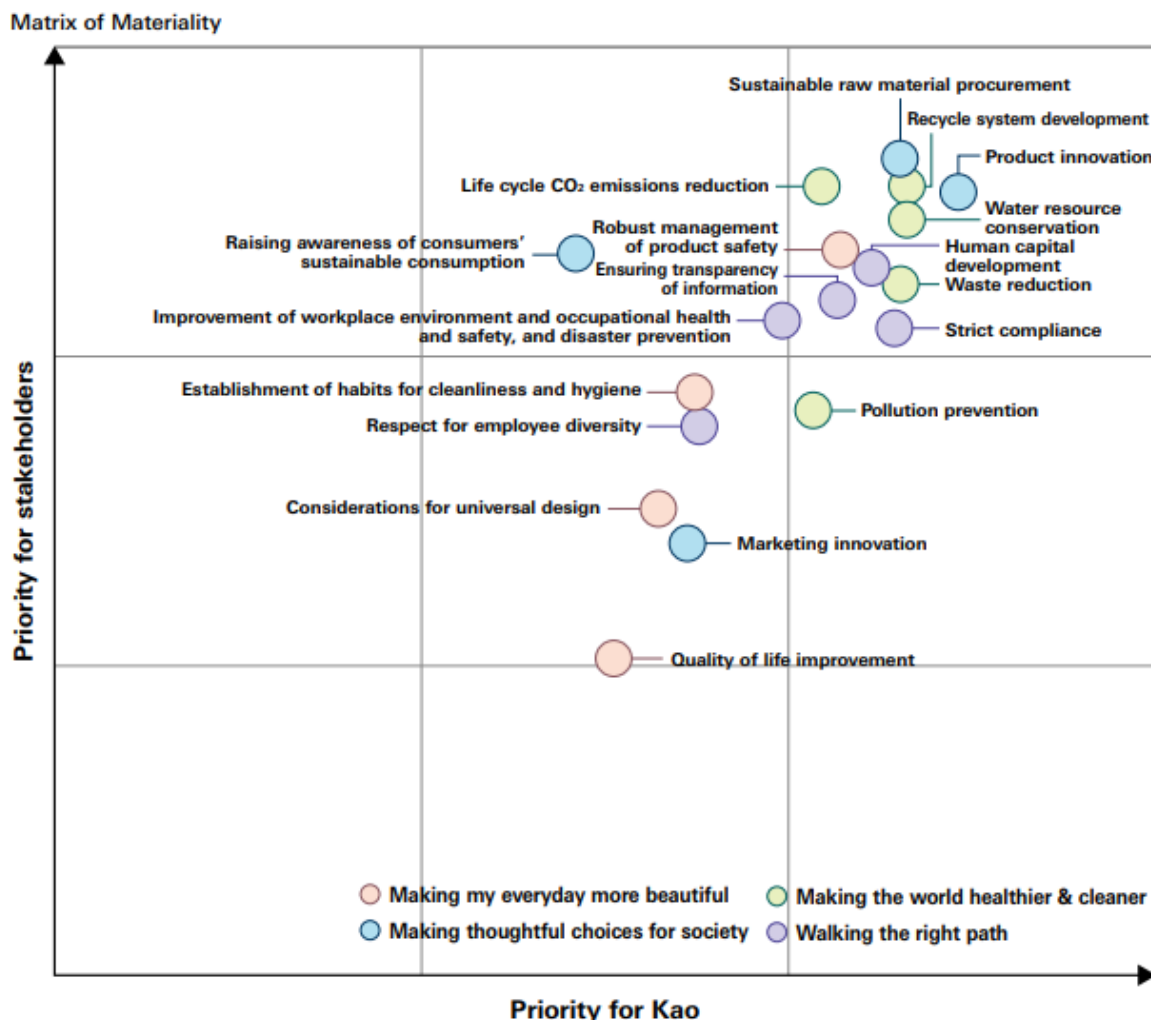 Matrix of Materiality
Sustainable raw material procurement
Recycle system development
Product innovation
Life cycle CO₂ emissions reduction
Water resource
conservation
Robust management
of product safety
Raising awareness of consumers'
sustainable consumption
Human capital
development
Ensuring transparency
of information
Waste reduction
Improvement of workplace environment and occupational health
and safety, and disaster prevention
Strict compliance
Establishment of habits for cleanliness and hygiene
Pollution prevention
Respect for employee diversity
Considerations for universal design
Marketing innovation
Quality of life improvement
Priority for stakeholders
Making my everyday more beautiful
Making the world healthier & cleaner
Making thoughtful choices for society
Walking the right path
Priority for Kao